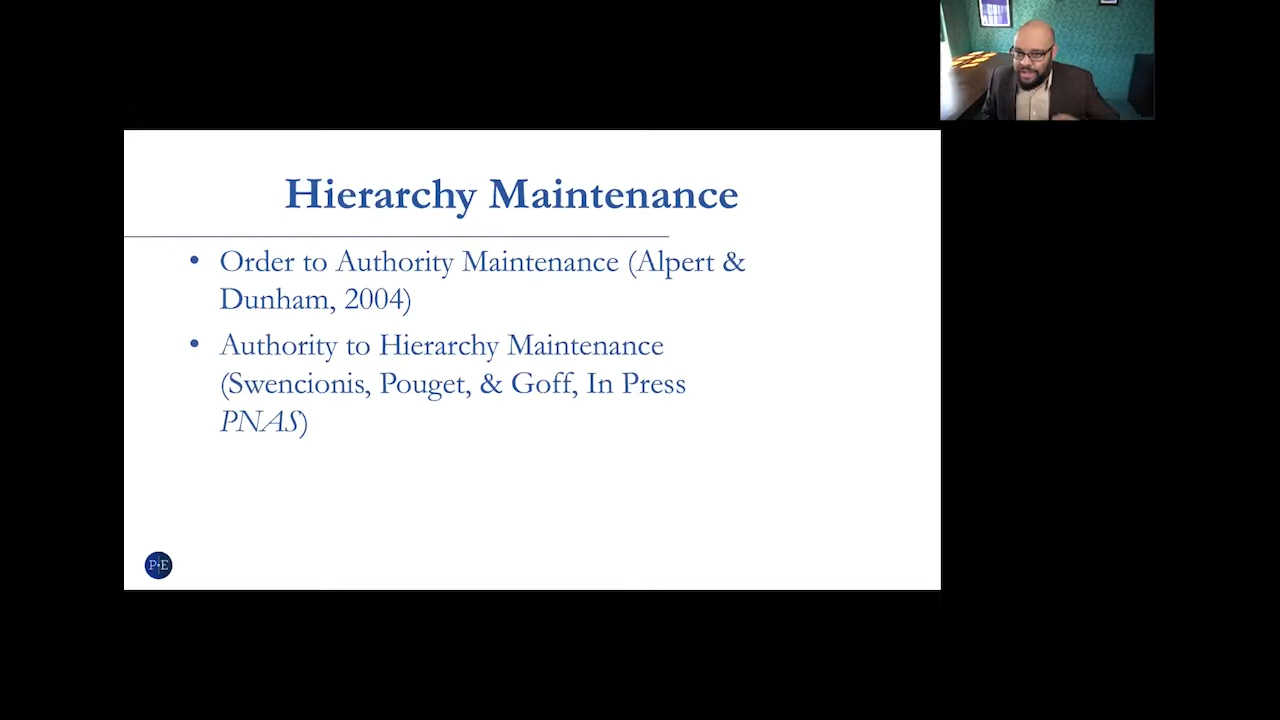 Hierarchy Maintenance
• Order to Authority Maintenance (Alpert &
Dunham, 2004)
• Authority to Hierarchy Maintenance
(Swencionis, Pouget, & Goff, In Press
PNAS)
P+E